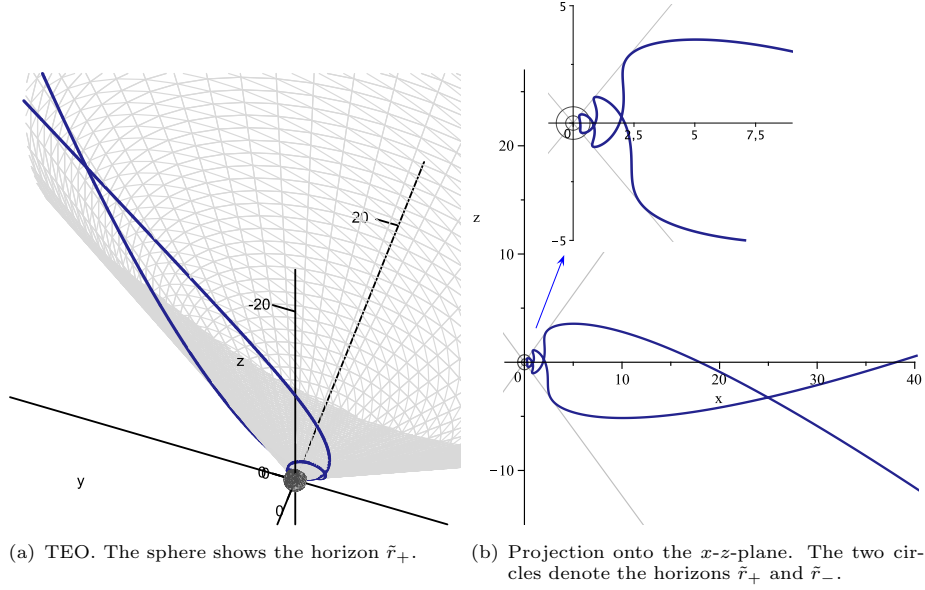 5
0
2,5
5
7,5
−5
20
z
10
0
10
20
30
40
x
−10
20
-20
z
0
0
y
0
(a) TEO. The sphere shows the horizon r̃₊.
(b) Projection onto the x-z-plane. The two cir-
cles denote the horizons r̃₊ and r̃₋.